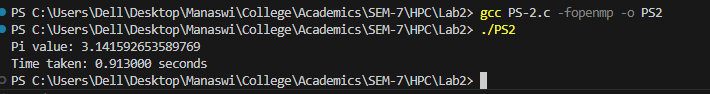 PS C:\Users\Dell\Desktop\Manaswi\College\Academics\SEM-7\HPC\Lab2> gcc PS-2.c -fopenmp -o PS2
PS C:\Users\Dell\Desktop\Manaswi\College\Academics\SEM-7\HPC\Lab2> ./PS2
Pi value: 3.141592653589769
Time taken: 0.913000 seconds
PS C:\Users\Dell\Desktop\Manaswi\College\Academics\SEM-7\HPC\Lab2>